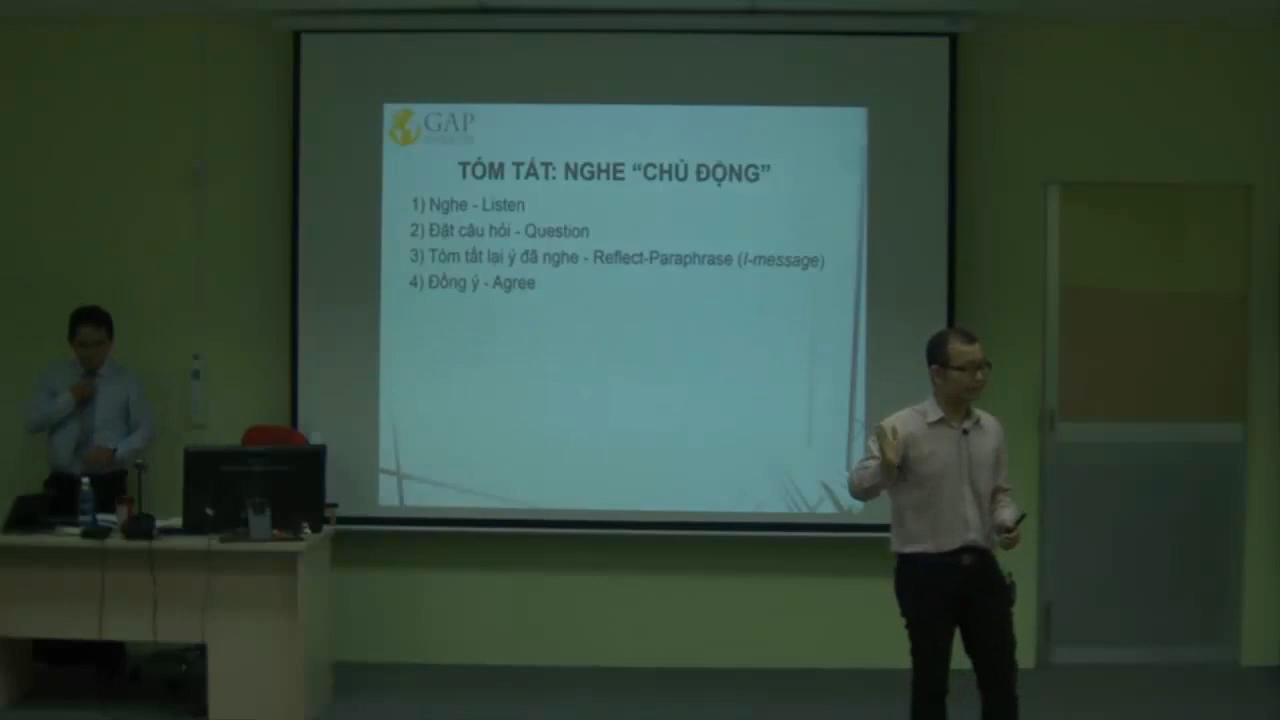 GAP
TÓM TẮT: NGHE “CHỦ ĐỘNG”
1) Nghe - Listen
2) Đặt câu hỏi - Question
3) Tóm tắt lại ý đã nghe - Reflect-Paraphrase (I-message)
4) Đồng ý - Agree